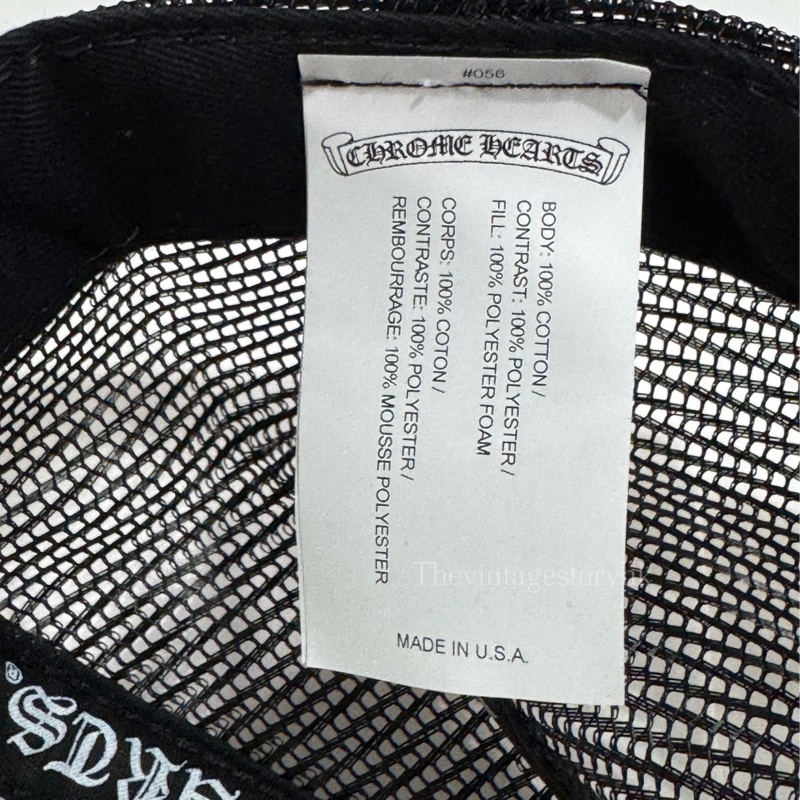 #056
CHROME HEARTS
BODY: 100% COTTON /
CONTRAST: 100% POLYESTER /
FILL: 100% POLYESTER FOAM
CORPS: 100% COTON /
CONTRASTE: 100% POLYESTER /
REMBOURRAGE: 100% MOUSSE POLYESTER
MADE IN U.S.A.